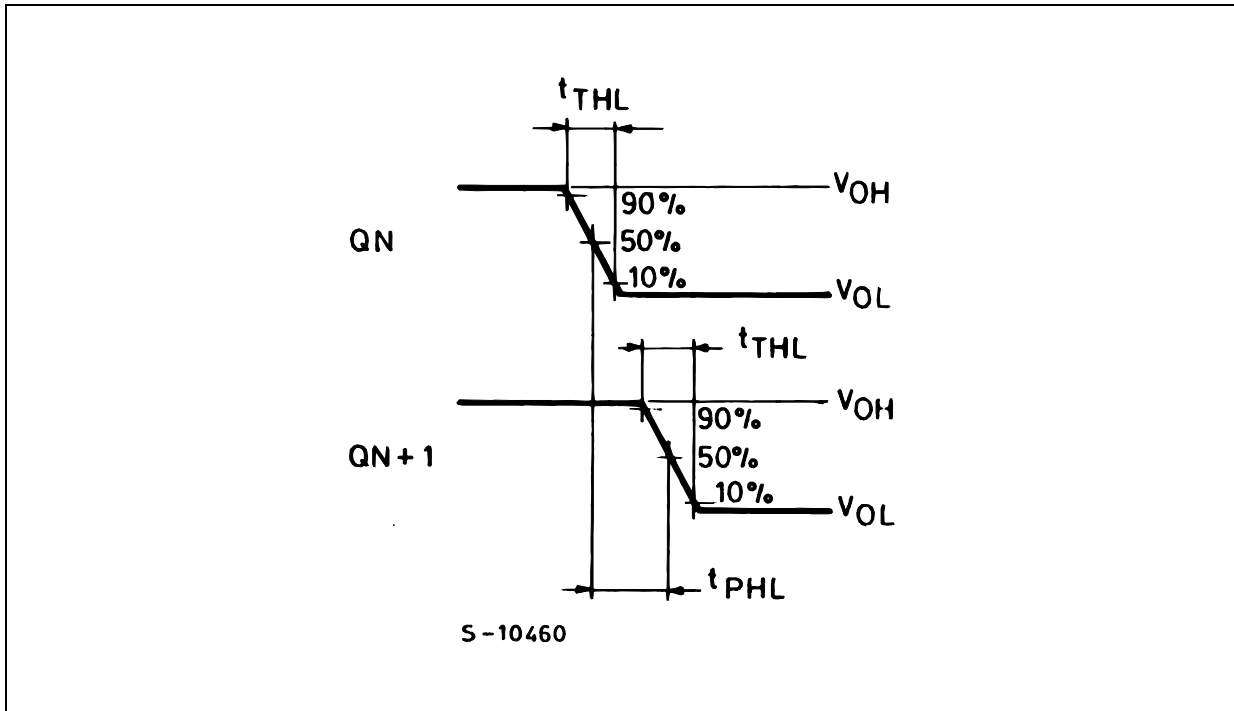 tTHL
VOH
90%
QN
50%
10%
VOL
tTHL
VOH
90%
QN+1
50%
10%
VOL
tPHL
S-10460